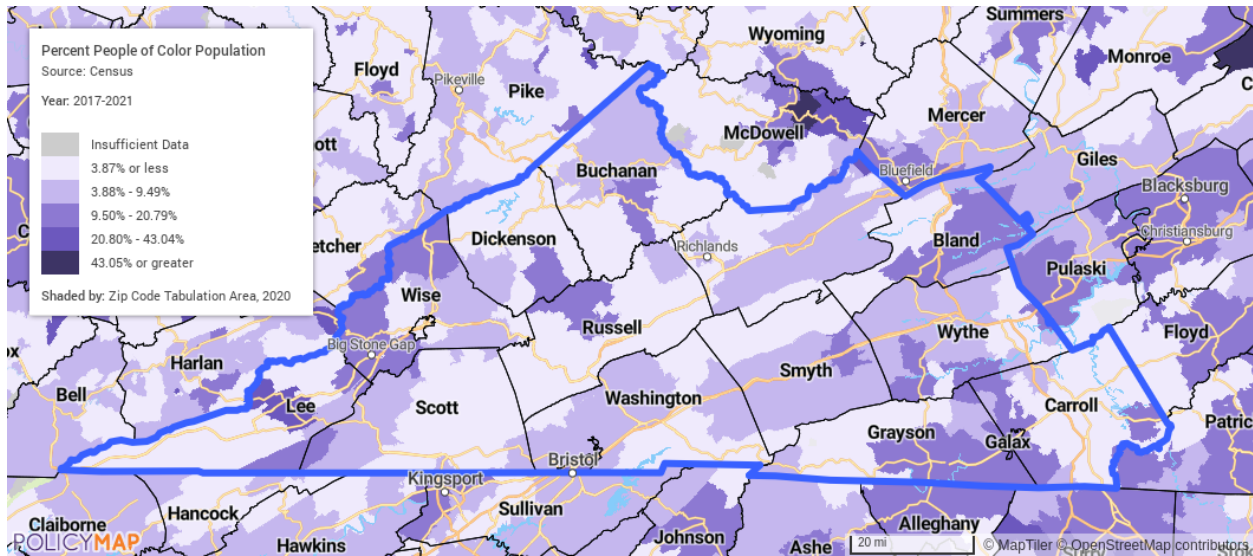 Percent People of Color Population
Source: Census
Year: 2017-2021
Insufficient Data
3.87% or less
3.88% - 9.49%
9.50% - 20.79%
20.80% - 43.04%
43.05% or greater
Shaded by: Zip Code Tabulation Area, 2020
Summers
Wyoming
Monroe
Floyd
Pikeville
Pike
Mercer
McDowell
Giles
Buchanan
Bluefield
Blacksburg
Christiansburg
Dickenson
Richlands
Bland
Pulaski
etcher
Wise
Russell
Wythe
Floyd
Big Stone Gap
Harlan
Smyth
Bell
Lee
Scott
Washington
Carroll
Grayson
Galax
Patric
Bristol
Kingsport
Hancock
Sullivan
Claiborne
Alleghany
Johnson
Hawkins
Ashe
POLICYMAP
20 mi
© MapTiler © OpenStreetMap contributors